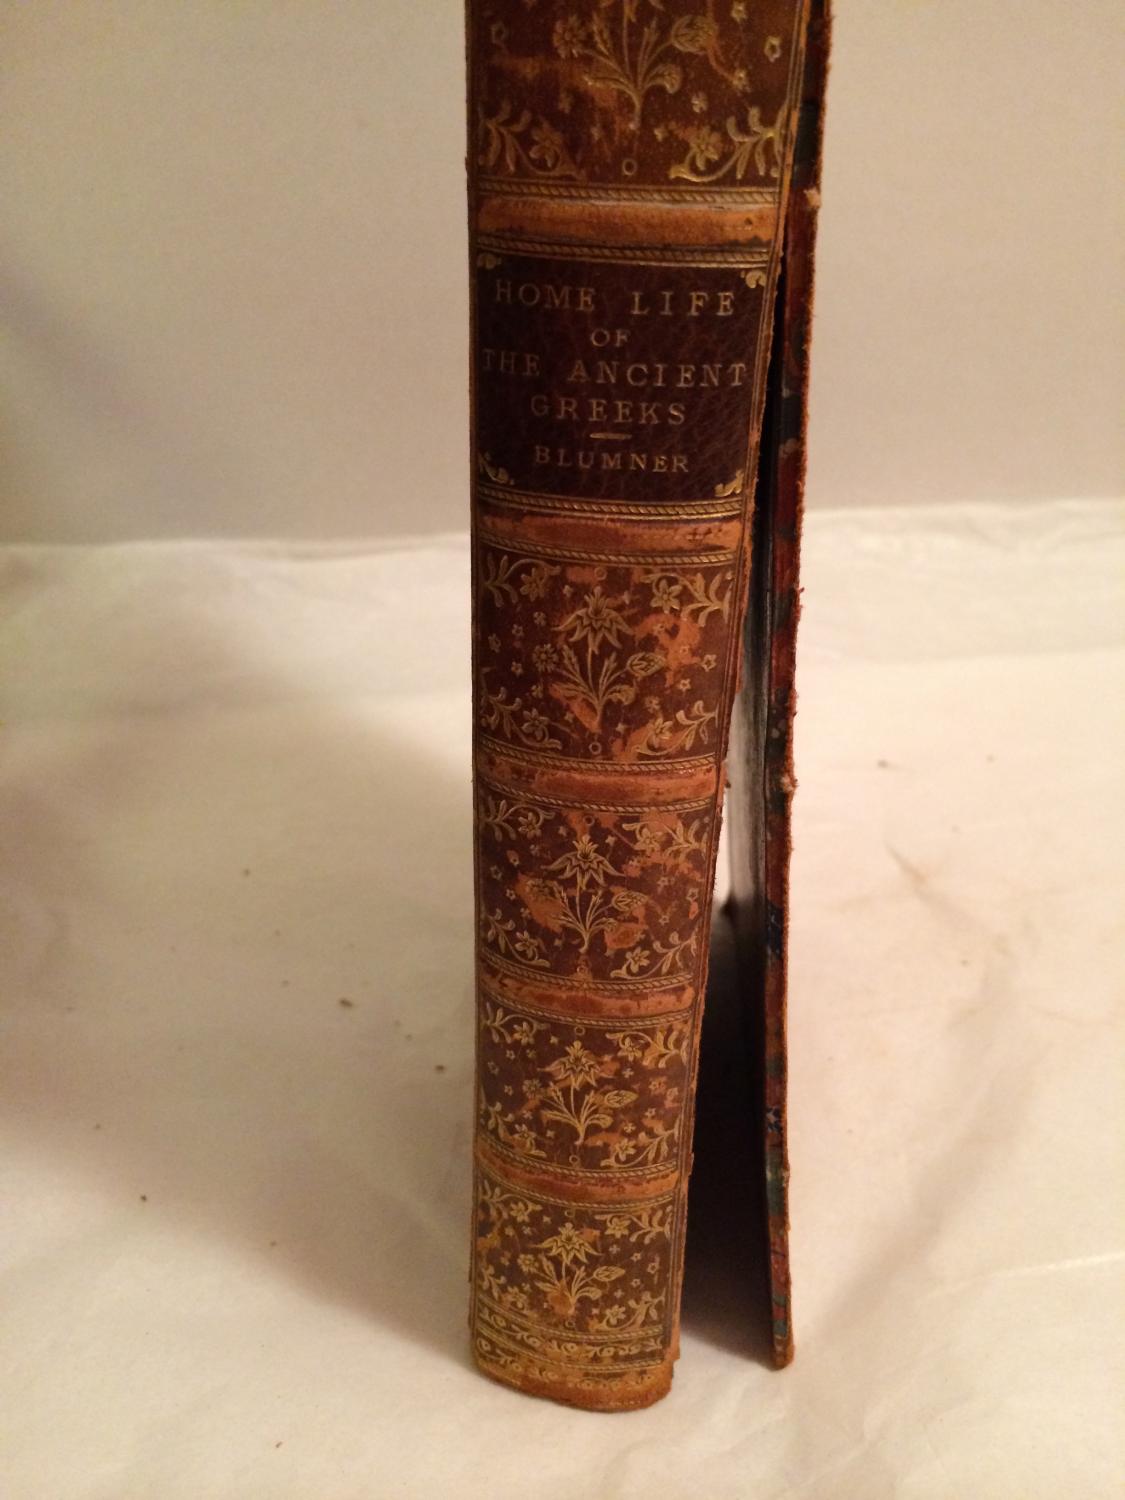 HOME LIFE
OF
THE ANCIENT
GREEKS
BLUMNER